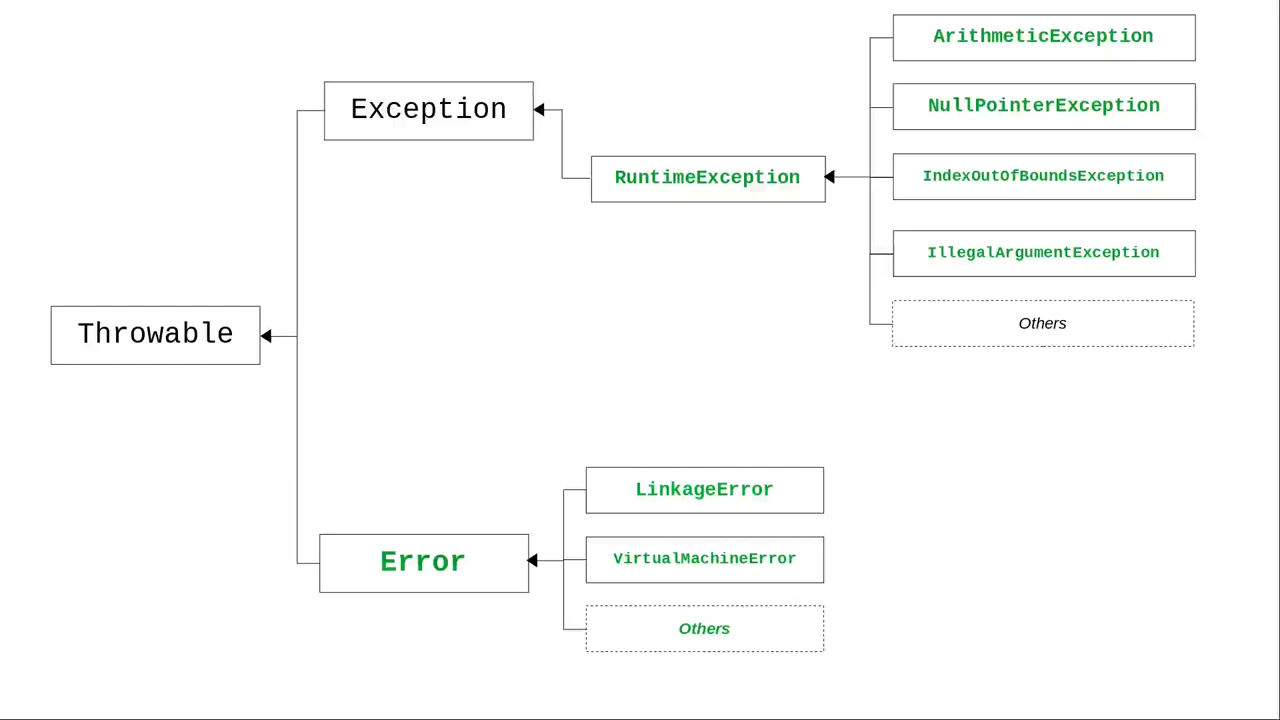 ArithmeticException
Exception
NullPointerException
RuntimeException
IndexOutOfBoundsException
IllegalArgumentException
Throwable
Others
LinkageError
Error
VirtualMachineError
Others